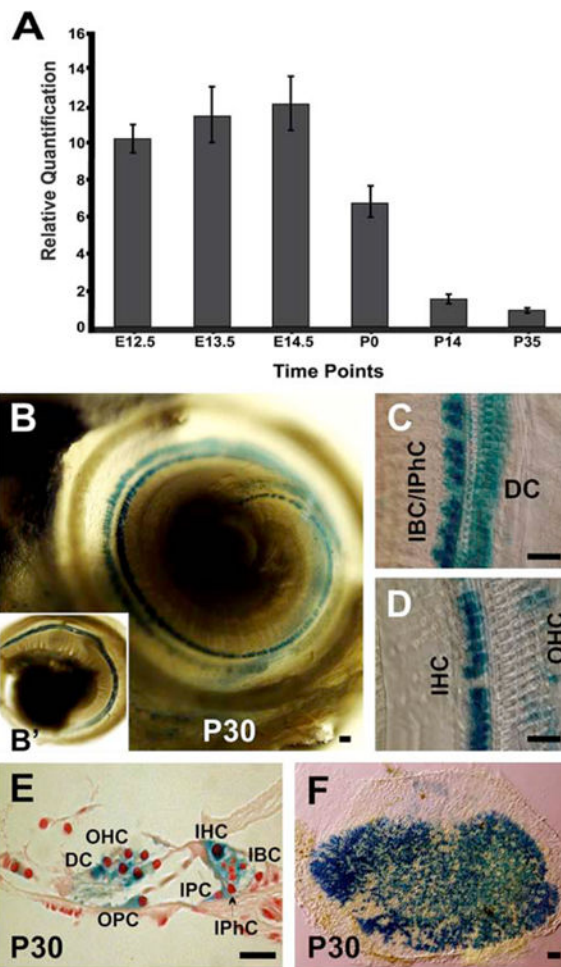 A
Relative Quantification
16
14
12
10
8
6
4
2
0
E12.5 E13.5 E14.5 P0 P14 P35
Time Points
B
P30
B'
C
IBC/IPhC
DC
D
IHC
OHC
E
OHC
DC
IHC
IBC
IPC
OPC
IPhC
P30
F
P30